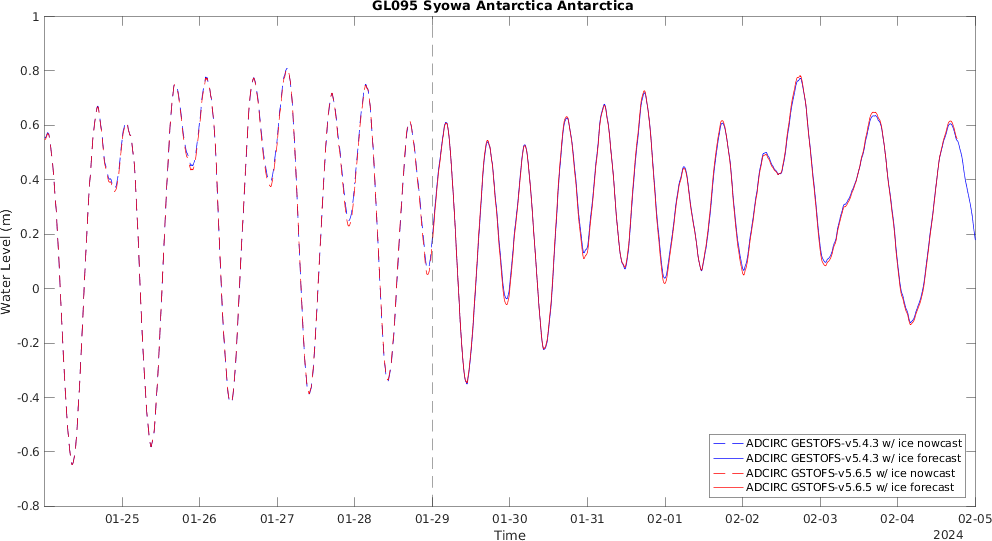 GL095 Syowa Antarctica Antarctica
1
0.8
0.6
0.4
0.2
0
-0.2
-0.4
-0.6
-0.8
Water Level (m)
01-25 01-26 01-27 01-28 01-29 01-30 01-31 02-01 02-02 02-03 02-04 02-05
Time
2024
ADCIRC GESTOFS-v5.4.3 w/ ice nowcast
ADCIRC GESTOFS-v5.4.3 w/ ice forecast
ADCIRC GSTOFS-v5.6.5 w/ ice nowcast
ADCIRC GSTOFS-v5.6.5 w/ ice forecast